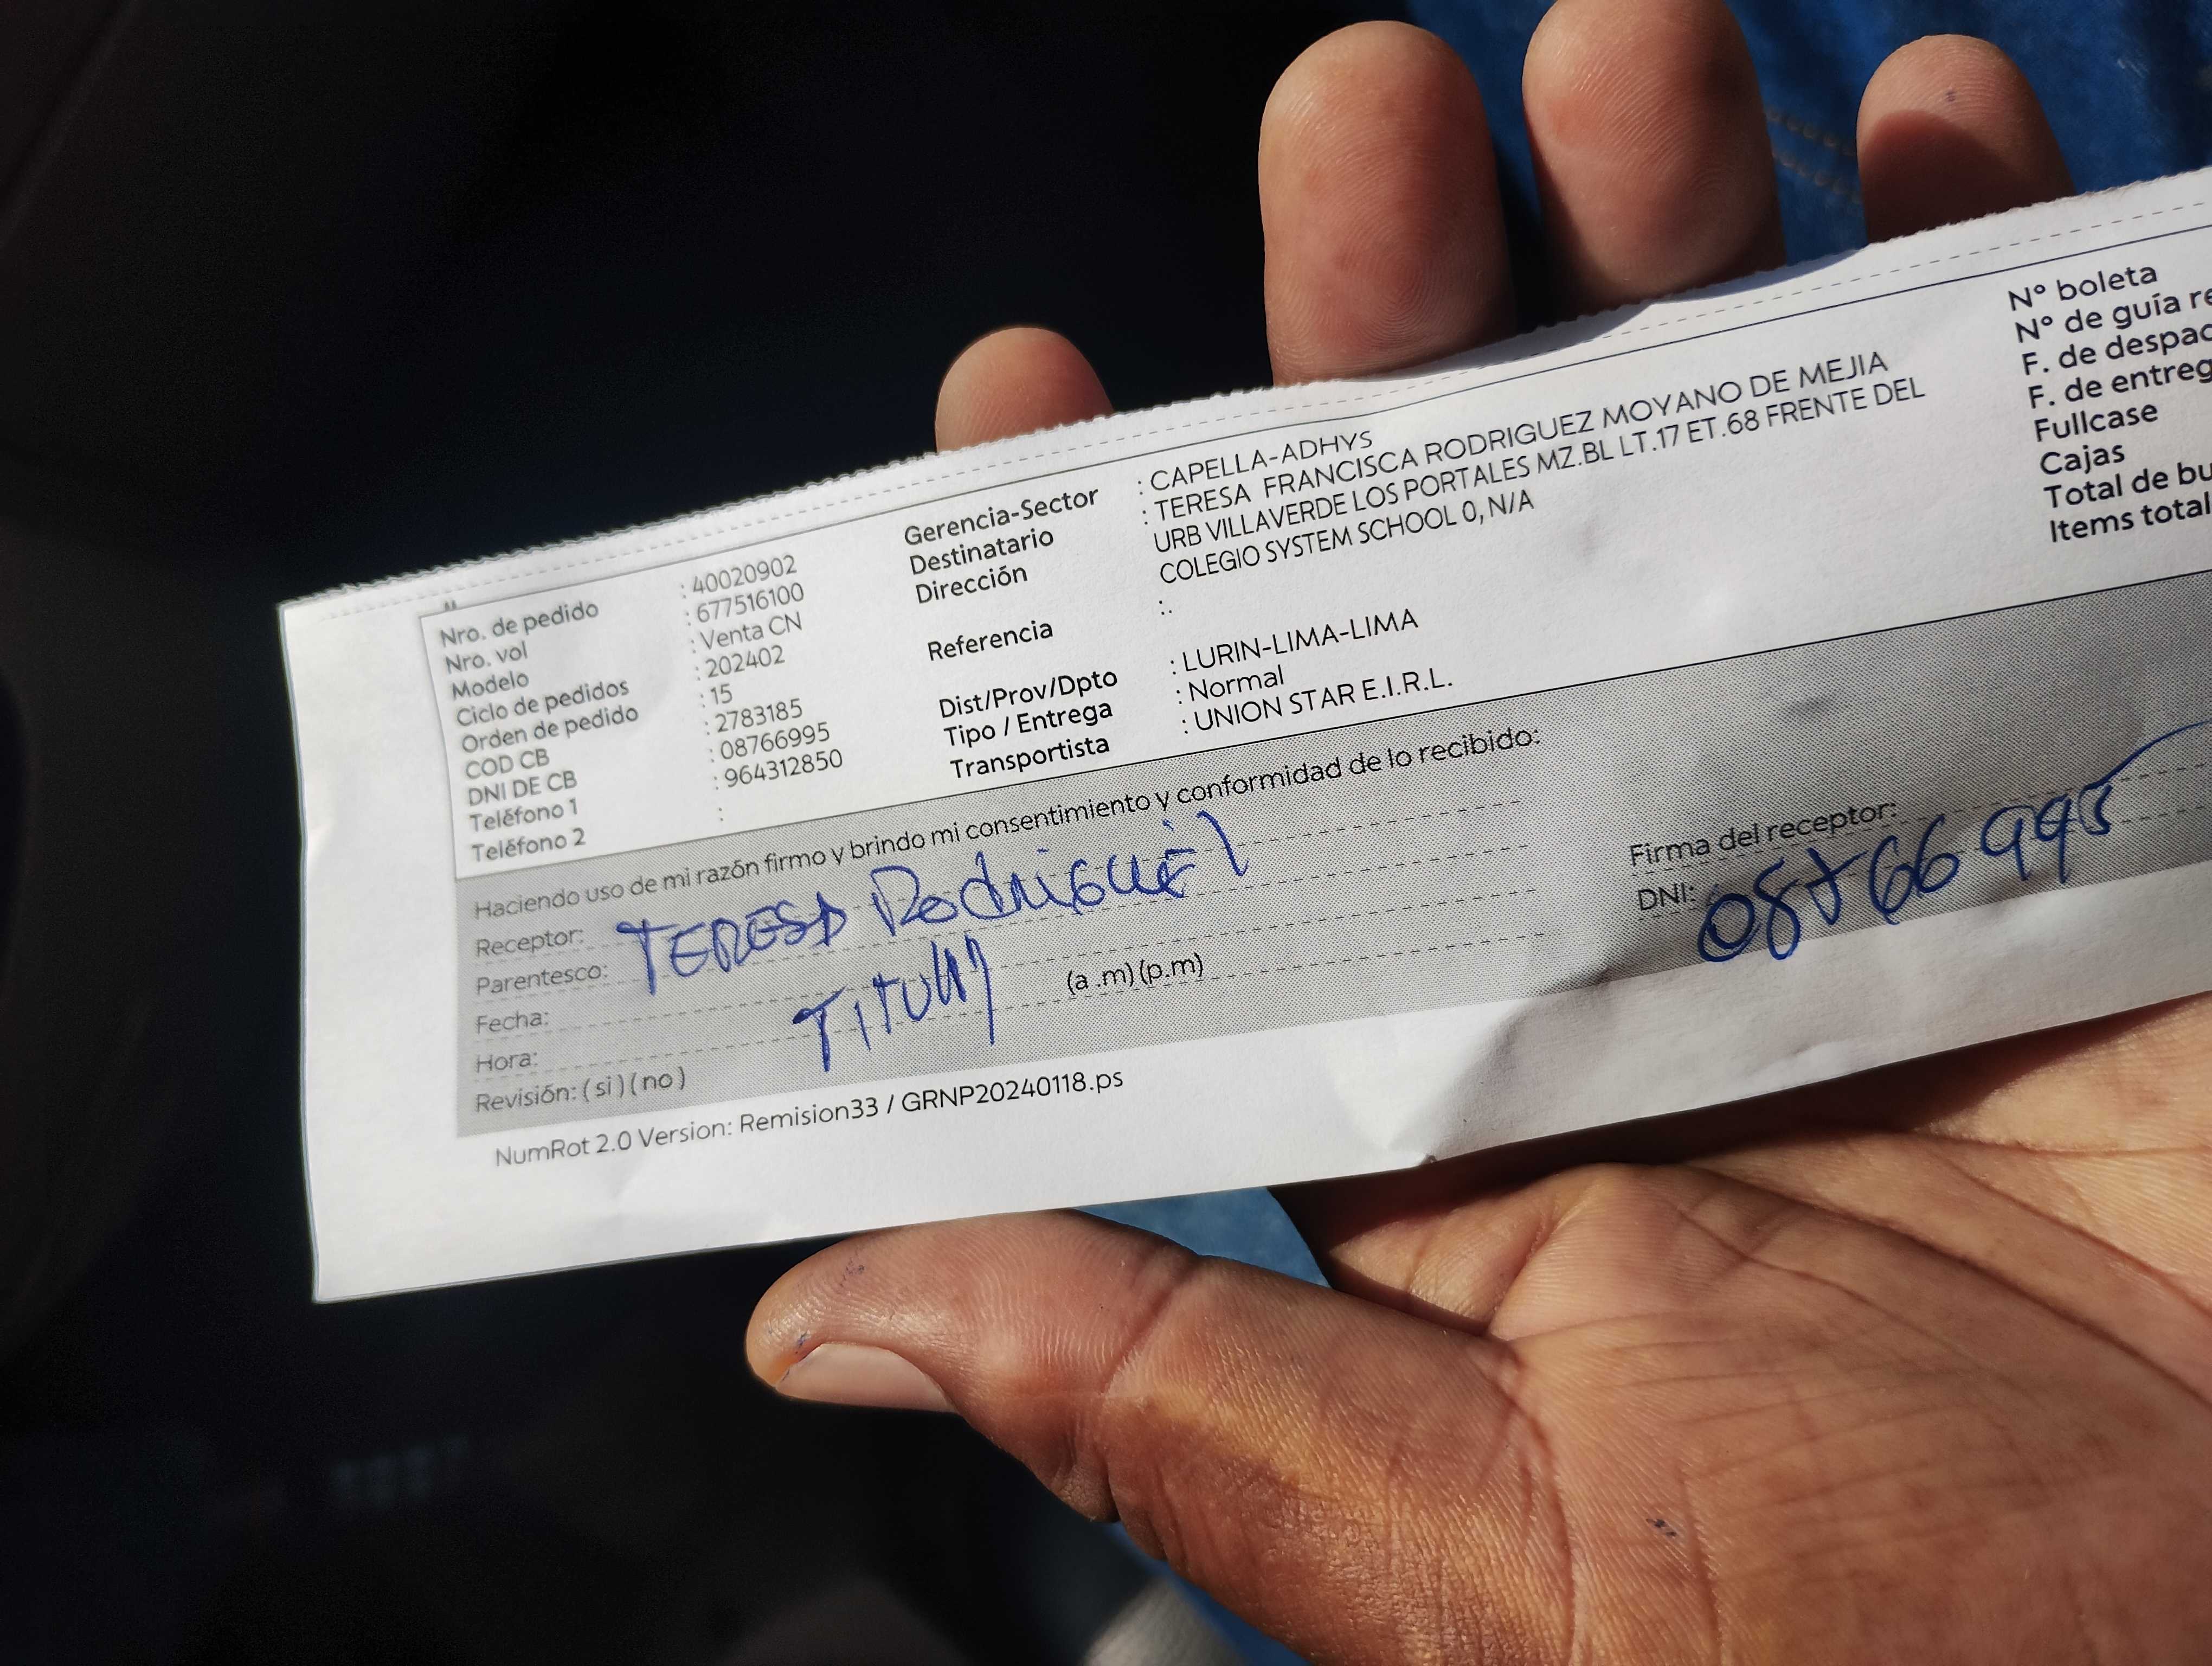 Nro. de pedido : 40020902
Nro. vol : 677516100
Modelo : Venta CN
Ciclo de pedidos : 202402
Orden de pedido : 15
COD CB : 2783185
DNI DE CB : 08766995
Teléfono 1 : 964312850
Teléfono 2 :
Gerencia-Sector : CAPELLA-ADHYS
Destinatario : TERESA FRANCISCA RODRIGUEZ MOYANO DE MEJIA
Dirección URB VILLAVERDE LOS PORTALES MZ.BL LT.17 ET.68 FRENTE DEL
COLEGIO SYSTEM SCHOOL 0, N/A
Referencia :.
Dist/Prov/Dpto : LURIN-LIMA-LIMA
Tipo / Entrega : Normal
Transportista : UNION STAR E.I.R.L.
N° boleta
N° de guía re
F. de despac
F. de entreg
Fullcase
Cajas
Total de bu
Items total
Haciendo uso de mi razón firmo y brindo mi consentimiento y conformidad de lo recibido:
Receptor: TERESA Rodriguez
Parentesco:
Fecha: TITULAR
Hora: (a .m) (p.m)
Revisión: ( si ) ( no )
Firma del receptor:
DNI: 08766995
NumRot 2.0 Version: Remision33 / GRNP20240118.ps